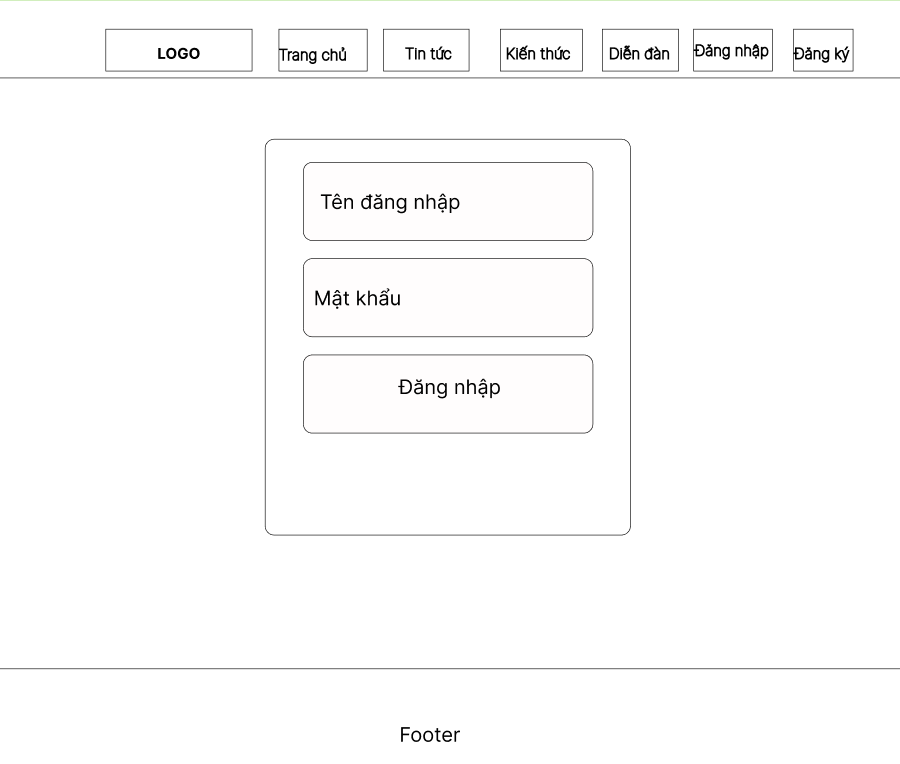 LOGO
Trang chủ
Tin tức
Kiến thức
Diễn đàn
Đăng nhập
Đăng ký
Tên đăng nhập
Mật khẩu
Đăng nhập
Footer